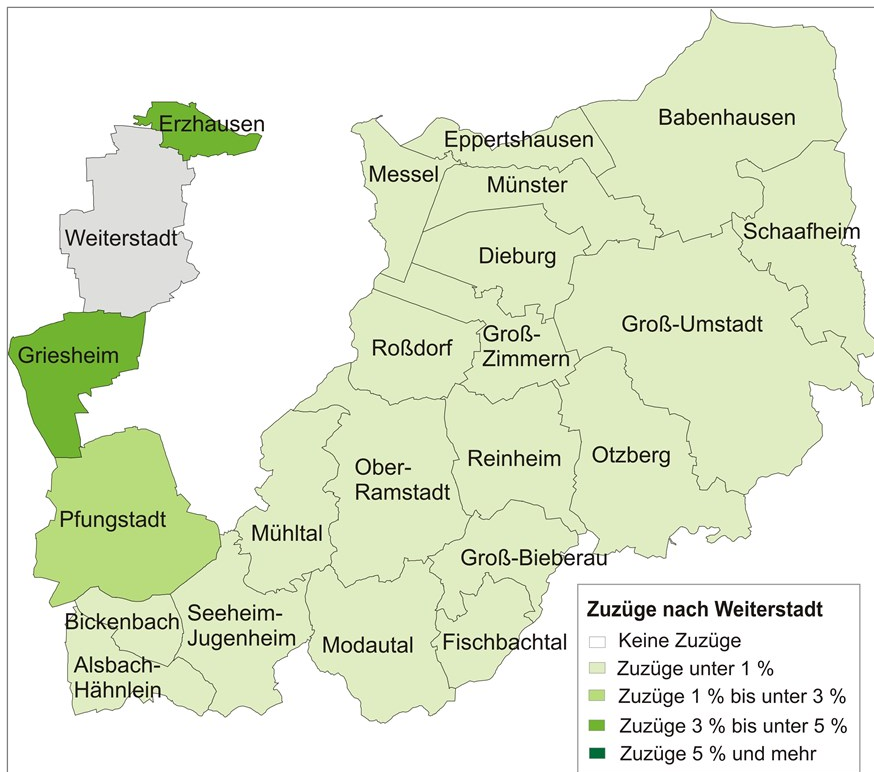 Erzhausen
Babenhausen
Eppertshausen
Messel
Münster
Weiterstadt
Schaafheim
Dieburg
Groß-Umstadt
Griesheim
Roßdorf
Groß-
Zimmern
Ober-
Ramstadt
Reinheim
Otzberg
Pfungstadt
Mühltal
Groß-Bieberau
Bickenbach
Seeheim-
Jugenheim
Modautal
Fischbachtal
Alsbach-
Hähnlein
Zuzüge nach Weiterstadt
Keine Zuzüge
Zuzüge unter 1 %
Zuzüge 1 % bis unter 3 %
Zuzüge 3 % bis unter 5 %
Zuzüge 5 % und mehr